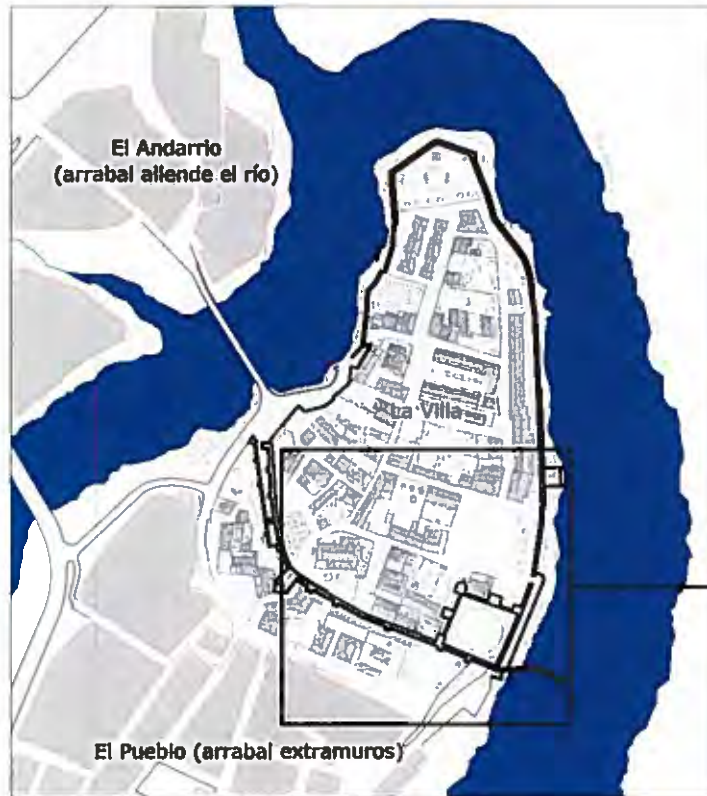 El Andarrio
(arrabal allende el río)
La Villa
El Pueblo (arrabal extramuros)